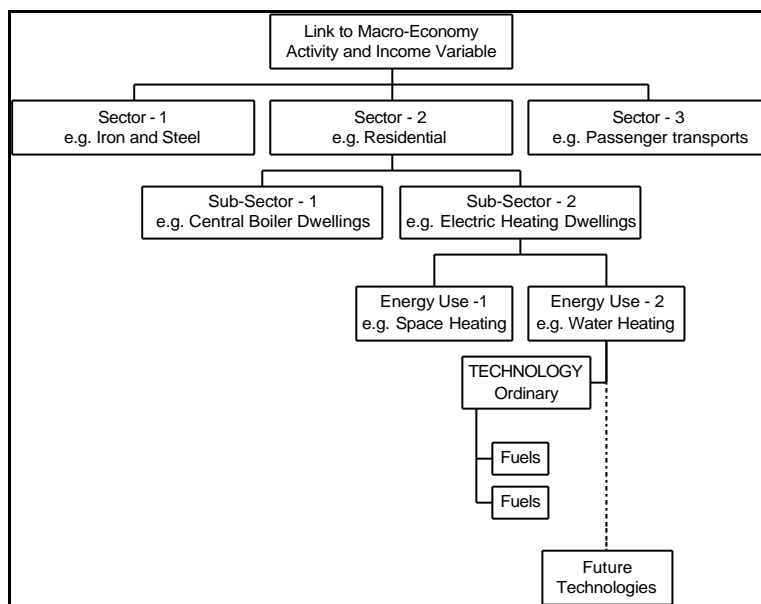 Link to Macro-Economy
Activity and Income Variable
Sector - 1
e.g. Iron and Steel
Sector - 2
e.g. Residential
Sector - 3
e.g. Passenger transports
Sub-Sector - 1
e.g. Central Boiler Dwellings
Sub-Sector - 2
e.g. Electric Heating Dwellings
Energy Use -1
e.g. Space Heating
Energy Use - 2
e.g. Water Heating
TECHNOLOGY
Ordinary
Fuels
Fuels
Future
Technologies